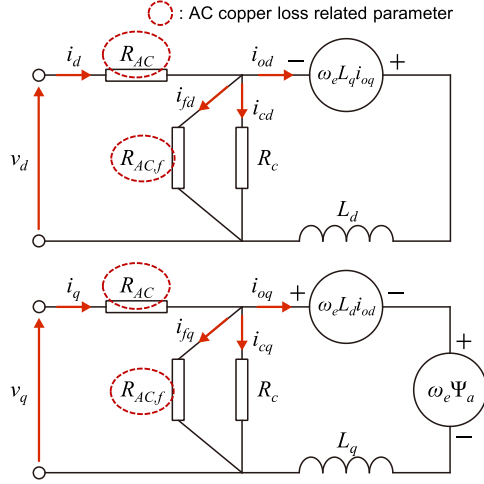 : AC copper loss related parameter
i_d R_AC i_od − ω_e L_q i_oq +
i_fd i_cd
v_d R_AC,f R_c
L_d
i_q R_AC i_oq + ω_e L_d i_od −
i_fq i_cq
v_q R_AC,f R_c + ω_e Ψ_a −
L_q